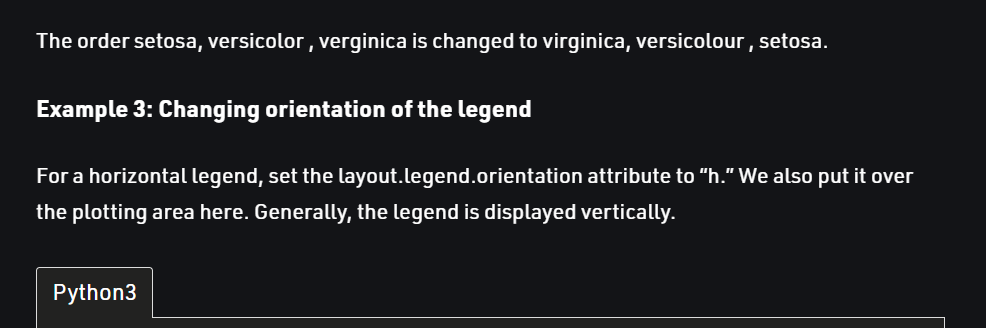 The order setosa, versicolor , verginica is changed to virginica, versicolour , setosa.
Example 3: Changing orientation of the legend
For a horizontal legend, set the layout.legend.orientation attribute to “h.” We also put it over
the plotting area here. Generally, the legend is displayed vertically.
Python3